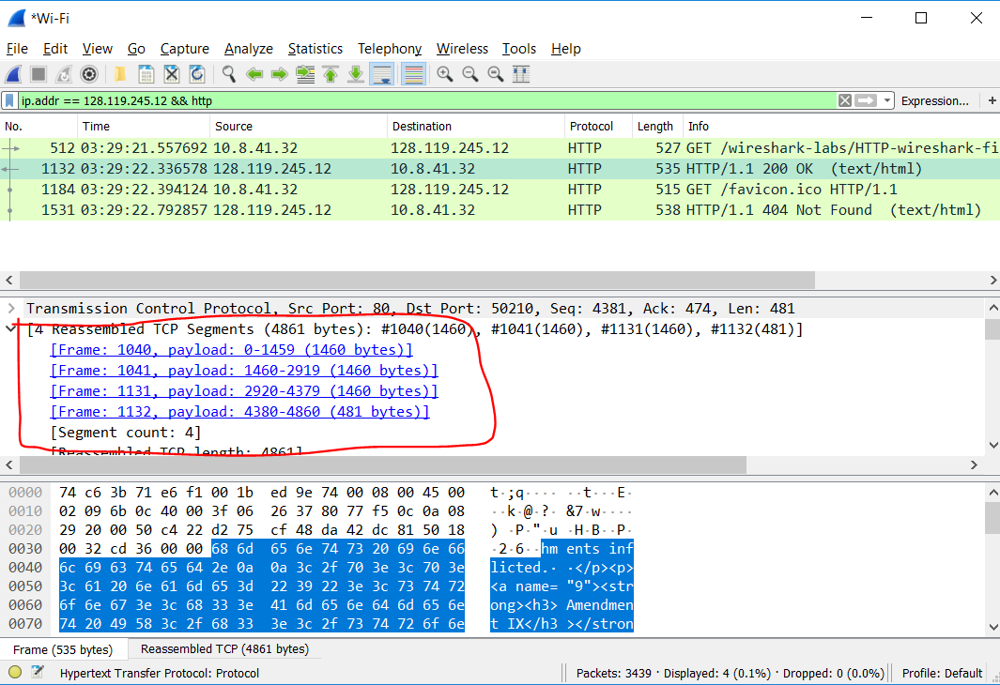 *Wi-Fi
File Edit View Go Capture Analyze Statistics Telephony Wireless Tools Help
ip.addr == 128.119.245.12 && http Expression... +
No. Time Source Destination Protocol Length Info
512 03:29:21.557692 10.8.41.32 128.119.245.12 HTTP 527 GET /wireshark-labs/HTTP-wireshark-fi
1132 03:29:22.336578 128.119.245.12 10.8.41.32 HTTP 535 HTTP/1.1 200 OK (text/html)
1184 03:29:22.394124 10.8.41.32 128.119.245.12 HTTP 515 GET /favicon.ico HTTP/1.1
1531 03:29:22.792857 128.119.245.12 10.8.41.32 HTTP 538 HTTP/1.1 404 Not Found (text/html)
Transmission Control Protocol, Src Port: 80, Dst Port: 50210, Seq: 4381, Ack: 474, Len: 481
[4 Reassembled TCP Segments (4861 bytes): #1040(1460), #1041(1460), #1131(1460), #1132(481)]
[Frame: 1040, payload: 0-1459 (1460 bytes)]
[Frame: 1041, payload: 1460-2919 (1460 bytes)]
[Frame: 1131, payload: 2920-4379 (1460 bytes)]
[Frame: 1132, payload: 4380-4860 (481 bytes)]
[Segment count: 4]
[Reassembled TCP length: 4861]
0000 74 c6 3b 71 e6 f1 00 1b ed 9e 74 00 08 00 45 00 t·;q···· ··t···E·
0010 02 09 6b 0c 40 00 3f 06 26 37 80 77 f5 0c 0a 08 ··k·@·?· &7·w····
0020 29 20 00 50 c4 22 d2 75 cf 48 da 42 dc 81 50 18 ) ·P·"·u ·H·B··P·
0030 00 32 cd 36 00 00 68 6d 65 6e 74 73 20 69 6e 66 ·2·6··hm ents inf
0040 6c 69 63 74 65 64 2e 0a 0a 3c 2f 70 3e 3c 70 3e licted.· ·</p><p>
0050 3c 61 20 6e 61 6d 65 3d 22 39 22 3e 3c 73 74 72 <a name= "9"><str
0060 6f 6e 67 3e 3c 68 33 3e 41 6d 65 6e 64 6d 65 6e ong><h3> Amendmen
0070 74 20 49 58 3c 2f 68 33 3e 3c 2f 73 74 72 6f 6e t IX</h3 ></stron
Frame (535 bytes) Reassembled TCP (4861 bytes)
Hypertext Transfer Protocol: Protocol Packets: 3439 · Displayed: 4 (0.1%) · Dropped: 0 (0.0%) Profile: Default